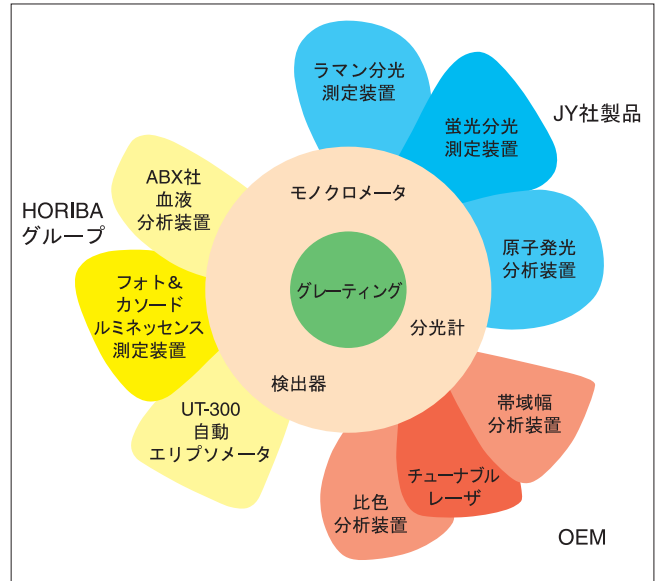 ラマン分光
測定装置
蛍光分光
測定装置
JY社製品
原子発光
分析装置
ABX社
血液
分析装置
HORIBA
グループ
フォト&
カソード
ルミネッセンス
測定装置
UT-300
自動
エリプソメータ
モノクロメータ
グレーティング
分光計
検出器
帯域幅
分析装置
チューナブル
レーザ
比色
分析装置
OEM